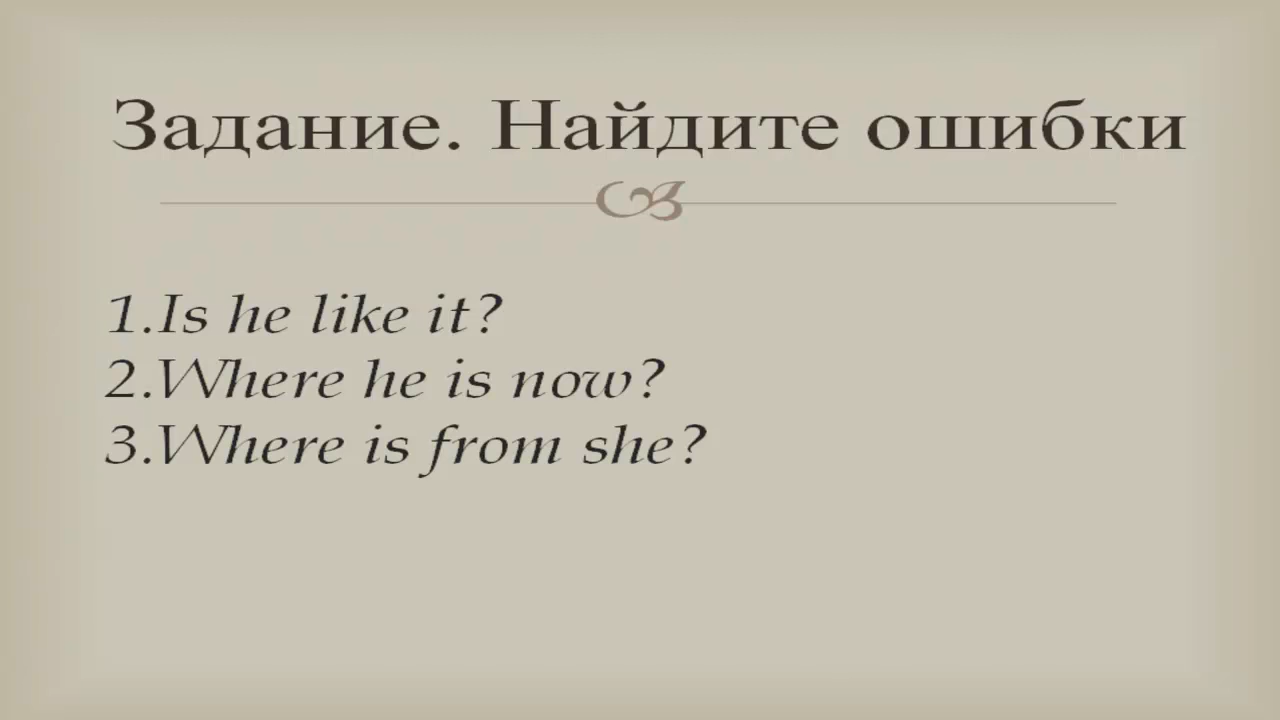 Задание. Найдите ошибки
1.Is he like it?
2.Where he is now?
3.Where is from she?